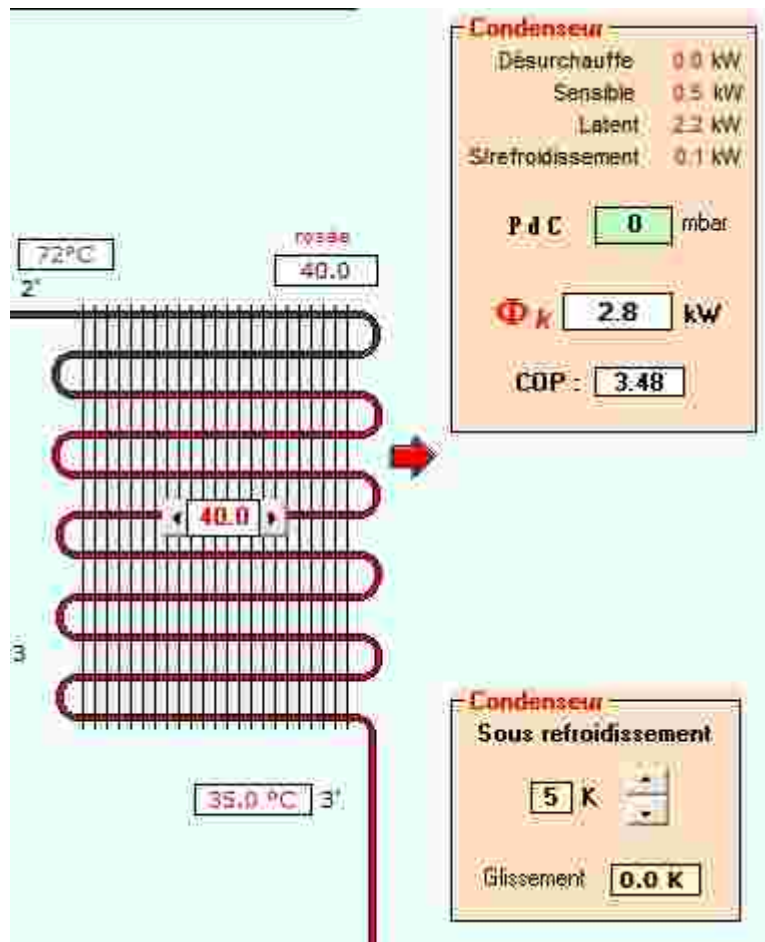 Condenseur
Désurchauffe 0.0 kW
Sensible 0.5 kW
Latent 2.2 kW
S/refroidissement 0.1 kW
P d C 0 mbar
Φk 2.8 kW
COP : 3.48
72°C
2'
rosée
40.0
40.0
3
35.0 °C 3'
Condenseur
Sous refroidissement
5 K
Glissement 0.0 K